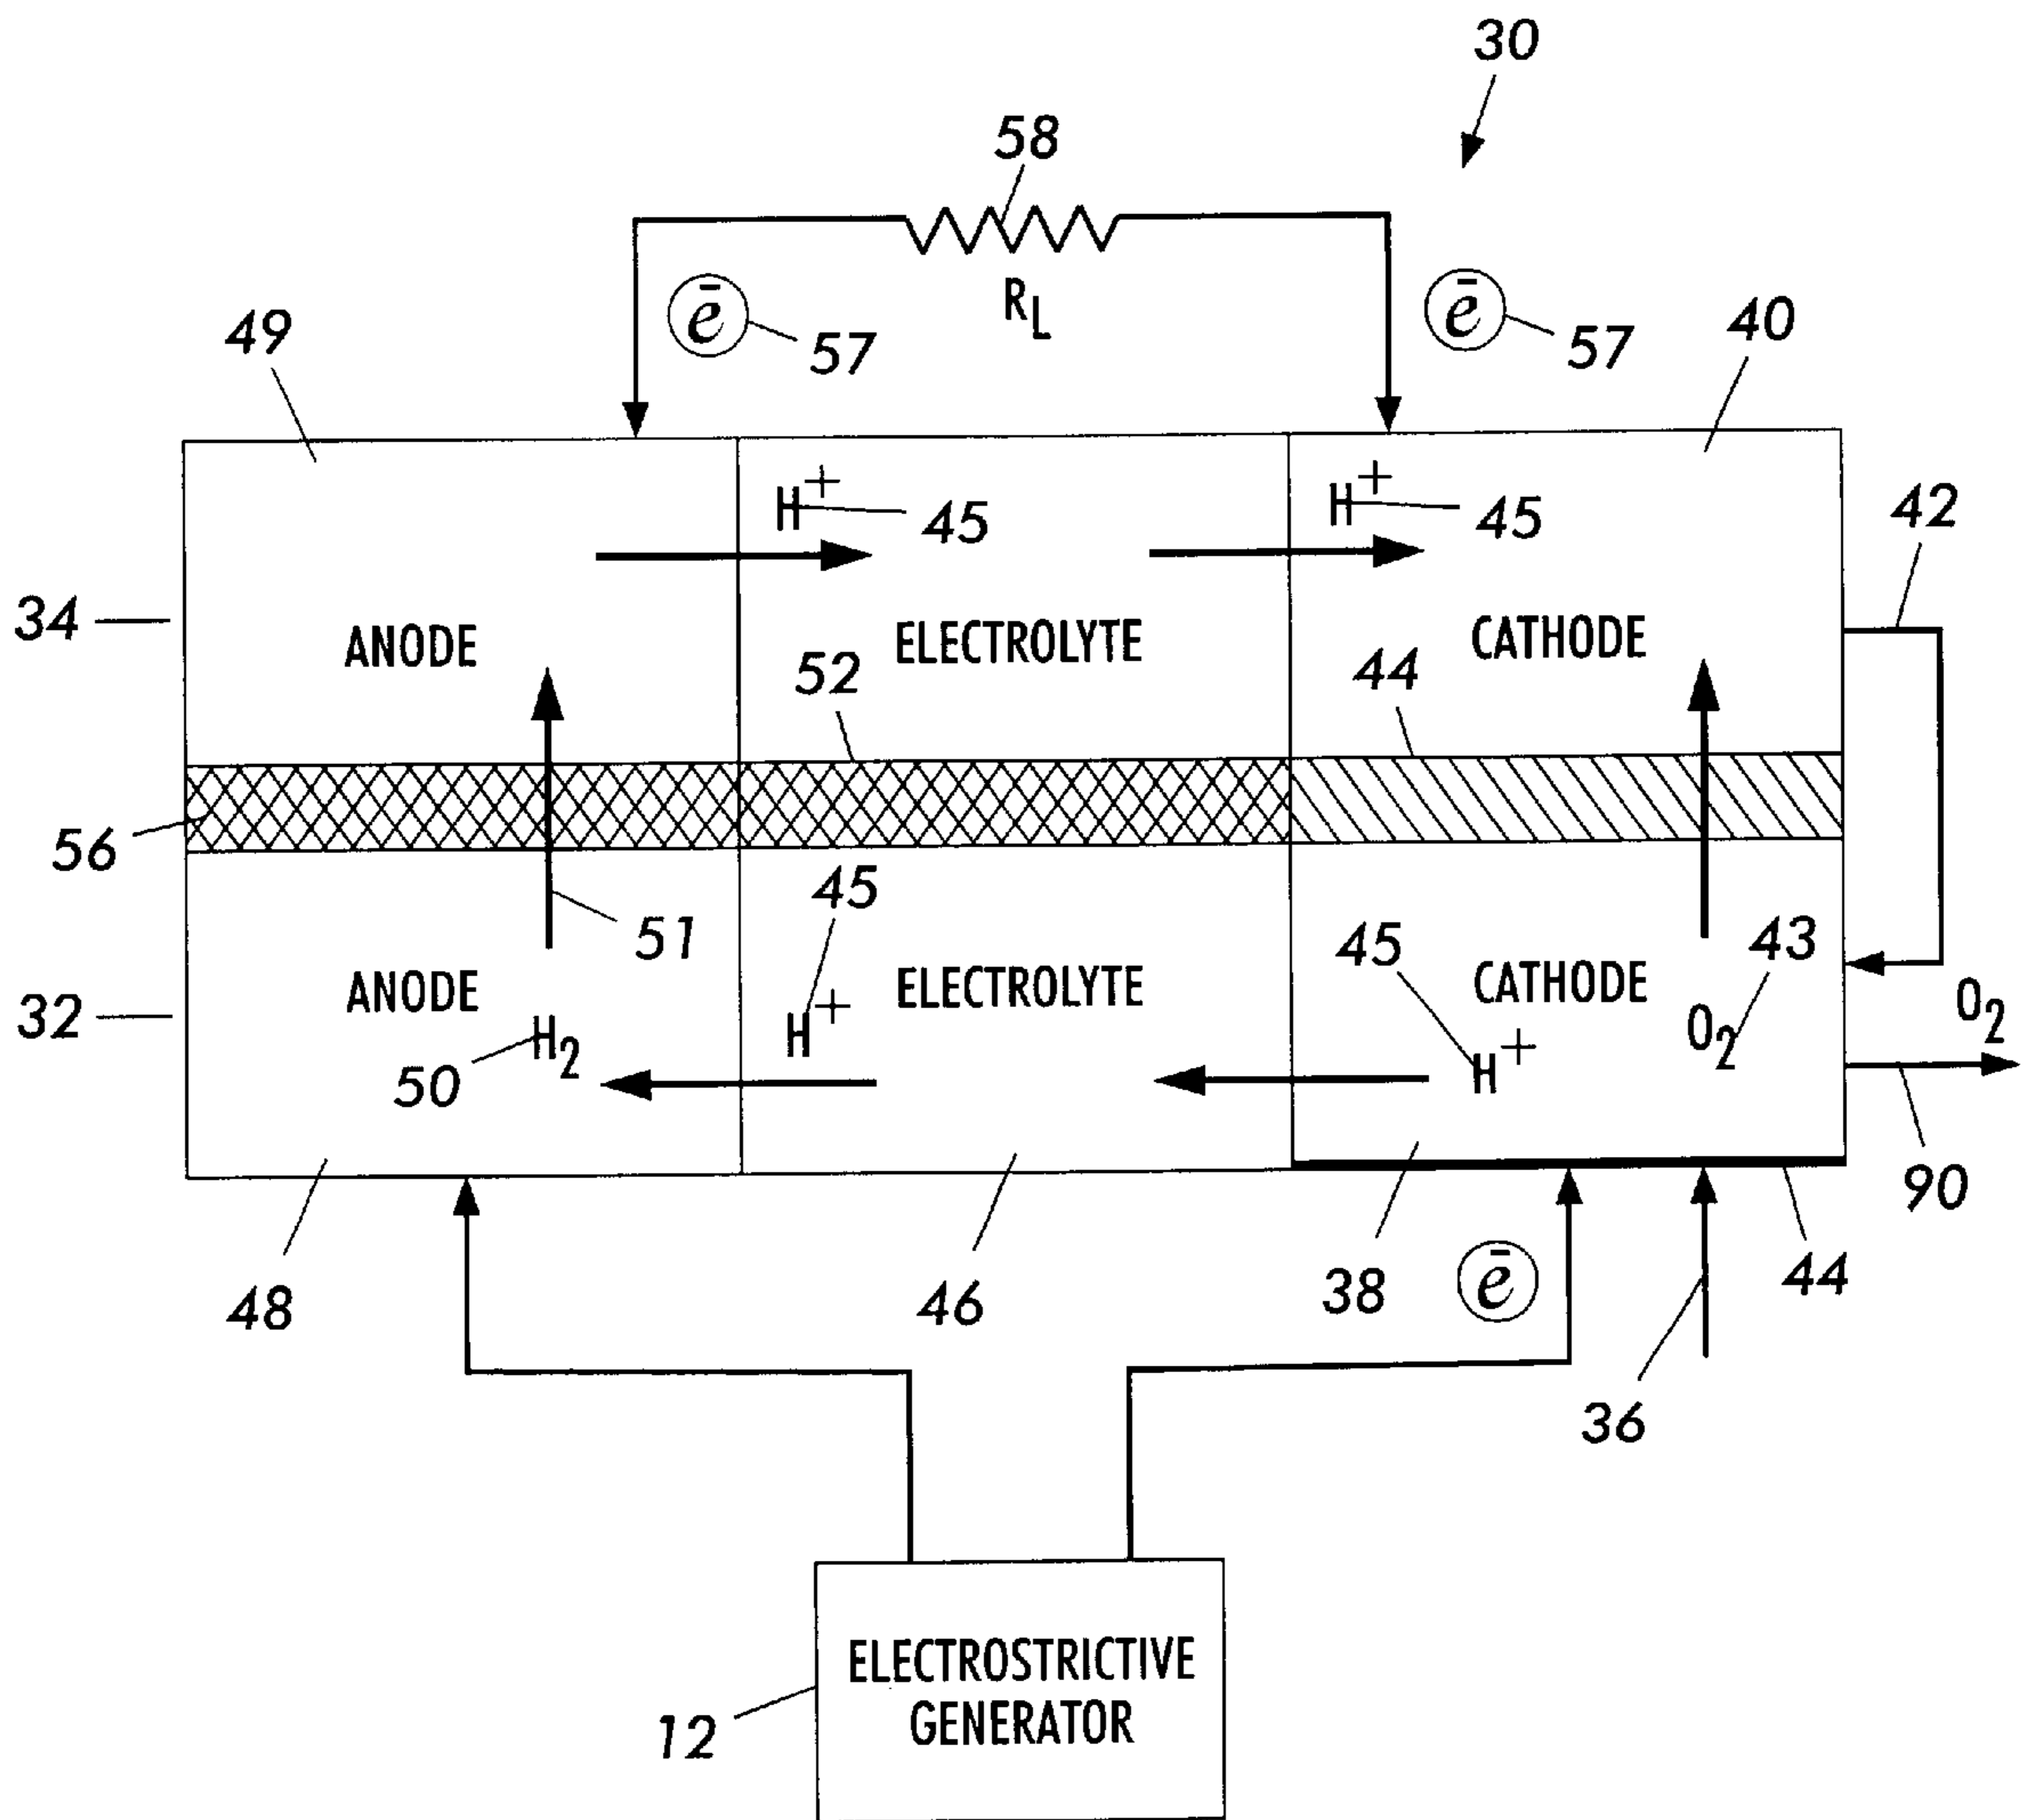 30
58
R_L
ē
57
ē
57
49
40
H+
45
H+
45
42
34
ANODE
ELECTROLYTE
CATHODE
52
44
56
45
51
45
43
32
ANODE
ELECTROLYTE
CATHODE
O2
H2
H+
H+
O2
50
90
48
46
38
ē
44
36
ELECTROSTRICTIVE
GENERATOR
12